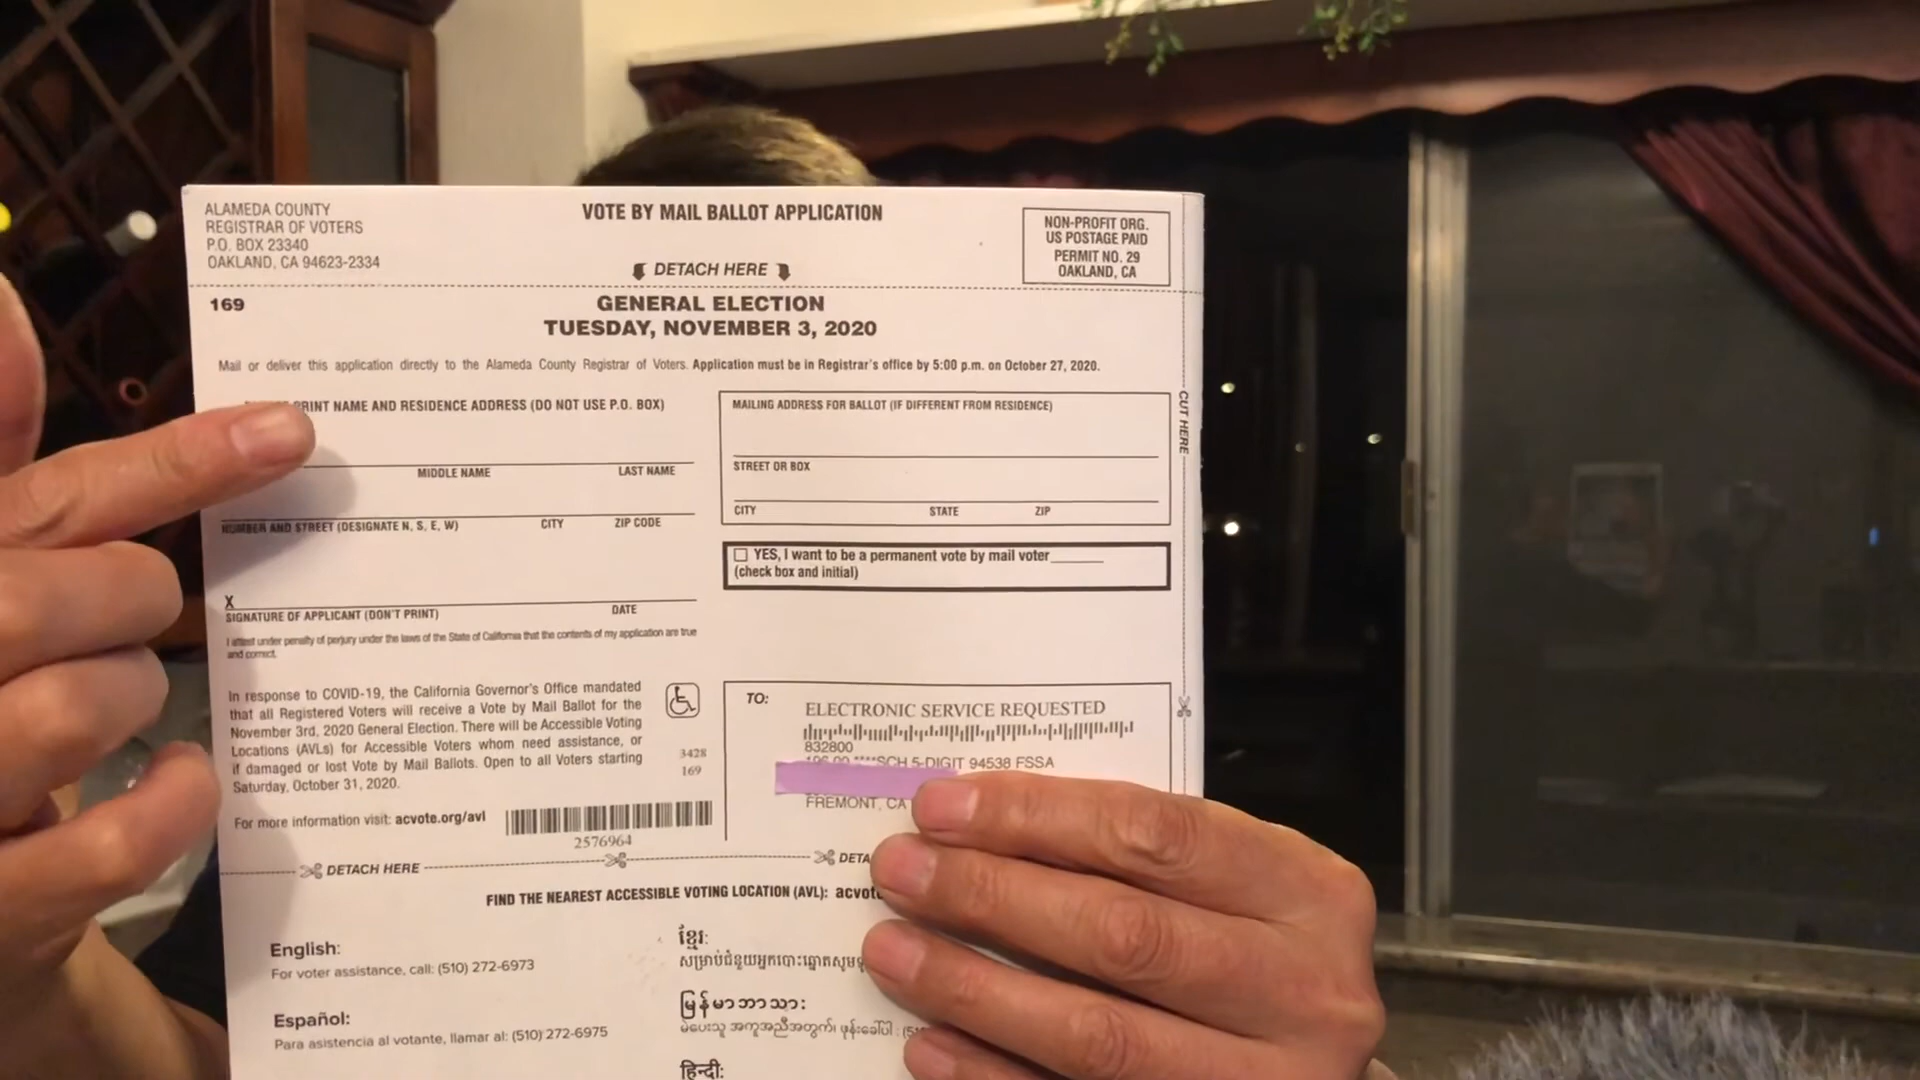 ALAMEDA COUNTY
REGISTRAR OF VOTERS
P.O. BOX 23340
OAKLAND, CA 94623-2334
VOTE BY MAIL BALLOT APPLICATION
DETACH HERE
NON-PROFIT ORG.
US POSTAGE PAID
PERMIT NO. 29
OAKLAND, CA
169
GENERAL ELECTION
TUESDAY, NOVEMBER 3, 2020
Mail or deliver this application directly to the Alameda County Registrar of Voters. Application must be in Registrar's office by 5:00 p.m. on October 27, 2020.
PRINT NAME AND RESIDENCE ADDRESS (DO NOT USE P.O. BOX)
MIDDLE NAME LAST NAME
NUMBER AND STREET (DESIGNATE N, S, E, W) CITY ZIP CODE
X
SIGNATURE OF APPLICANT (DON'T PRINT) DATE
I attest under penalty of perjury under the laws of the State of California that the contents of my application are true
and correct.
MAILING ADDRESS FOR BALLOT (IF DIFFERENT FROM RESIDENCE)
STREET OR BOX
CITY STATE ZIP
YES, I want to be a permanent vote by mail voter
(check box and initial)
CUT HERE
In response to COVID-19, the California Governor's Office mandated
that all Registered Voters will receive a Vote by Mail Ballot for the
November 3rd, 2020 General Election. There will be Accessible Voting
Locations (AVLs) for Accessible Voters whom need assistance, or
if damaged or lost Vote by Mail Ballots. Open to all Voters starting
Saturday, October 31, 2020.
3428
169
For more information visit: acvote.org/avl
2576964
TO:
ELECTRONIC SERVICE REQUESTED
832800
SCH 5-DIGIT 94538 FSSA
FREMONT, CA
DETACH HERE
FIND THE NEAREST ACCESSIBLE VOTING LOCATION (AVL):
English:
For voter assistance, call: (510) 272-6973
Español:
Para asistencia al votante, llamar al: (510) 272-6975
ខ្មែរ:
မြန်မာဘာသာ:
हिन्दी: